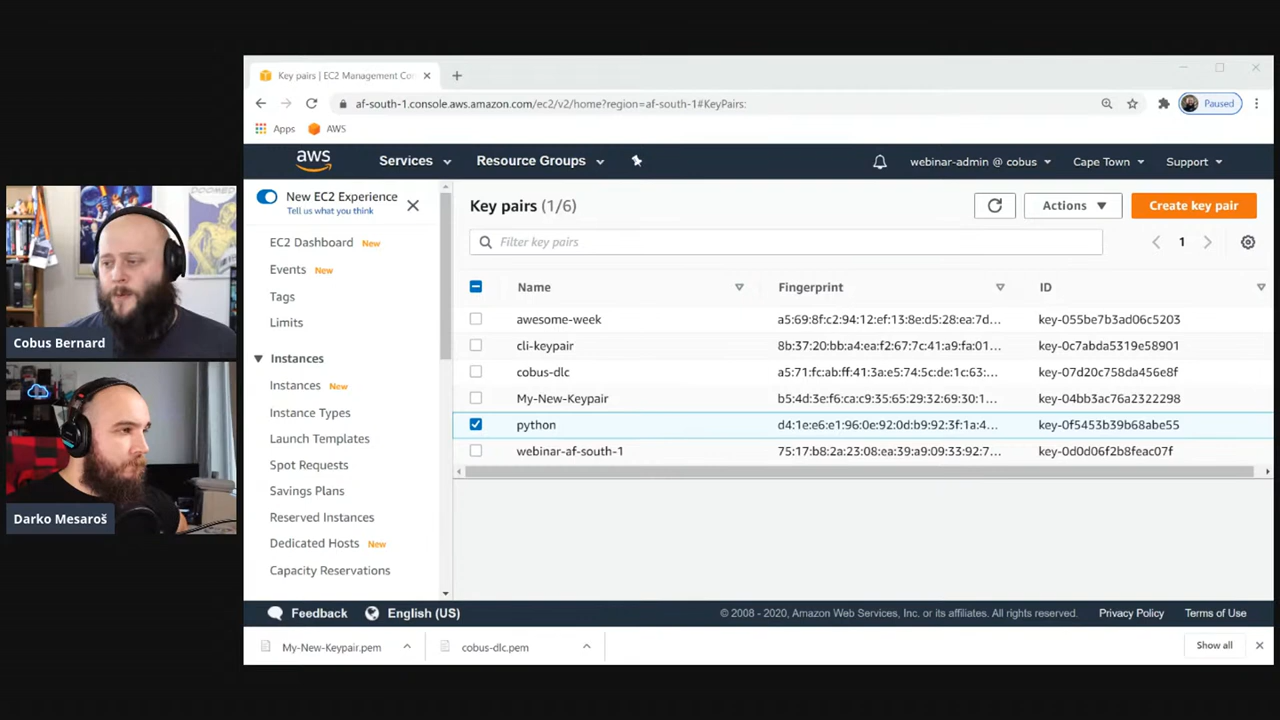 Key pairs | EC2 Management Co
af-south-1.console.aws.amazon.com/ec2/v2/home?region=af-south-1#KeyPairs:
Paused
Apps
AWS
aws
Services
Resource Groups
webinar-admin @ cobus
Cape Town
Support
New EC2 Experience
Tell us what you think
EC2 Dashboard New
Events New
Tags
Limits
Instances
Instances New
Instance Types
Launch Templates
Spot Requests
Savings Plans
Reserved Instances
Dedicated Hosts New
Capacity Reservations
Key pairs (1/6)
Actions
Create key pair
Filter key pairs
1
Name Fingerprint ID
awesome-week a5:69:8f:c2:94:12:ef:13:8e:d5:28:ea:7d... key-055be7b3ad06c5203
cli-keypair 8b:37:20:bb:a4:ea:f2:67:7c:41:a9:fa:01... key-0c7abda5319e58901
cobus-dlc a5:71:fc:ab:ff:41:3a:e5:74:5c:de:1c:63:... key-07d20c758da456e8f
My-New-Keypair b5:4d:3e:f6:ca:c9:35:65:29:32:69:30:1... key-04bb3ac76a2322298
python d4:1e:e6:e1:96:0e:92:0d:b9:92:3f:1a:4... key-0f5453b39b68abe55
webinar-af-south-1 75:17:b8:2a:23:08:ea:39:a9:09:33:92:7... key-0d0d06f2b8feac07f
Feedback
English (US)
© 2008 - 2020, Amazon Web Services, Inc. or its affiliates. All rights reserved.
Privacy Policy
Terms of Use
My-New-Keypair.pem
cobus-dlc.pem
Show all
DOOMED
Cobus Bernard
Darko Mesaroš